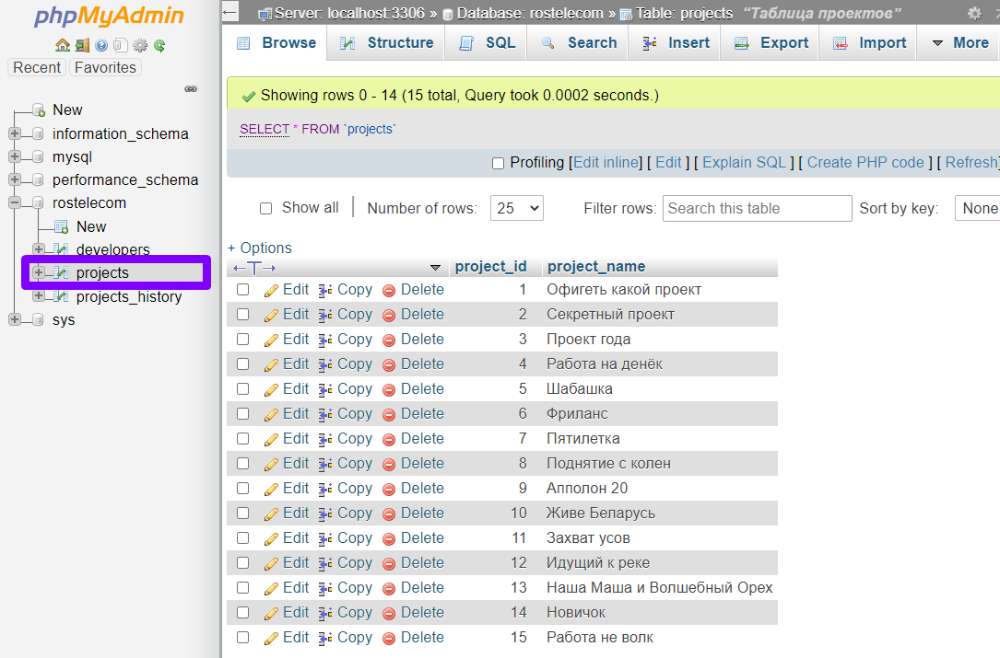 phpMyAdmin
Recent Favorites
New
information_schema
mysql
performance_schema
rostelecom
New
developers
projects
projects_history
sys
Server: localhost:3306 » Database: rostelecom » Table: projects "Таблица проектов"
Browse Structure SQL Search Insert Export Import More
Showing rows 0 - 14 (15 total, Query took 0.0002 seconds.)
SELECT * FROM `projects`
Profiling [Edit inline] [ Edit ] [ Explain SQL ] [ Create PHP code ] [ Refresh]
Show all Number of rows: 25 Filter rows: Search this table Sort by key: None
+ Options
←T→ project_id project_name
Edit Copy Delete 1 Офигеть какой проект
Edit Copy Delete 2 Секретный проект
Edit Copy Delete 3 Проект года
Edit Copy Delete 4 Работа на денёк
Edit Copy Delete 5 Шабашка
Edit Copy Delete 6 Фриланс
Edit Copy Delete 7 Пятилетка
Edit Copy Delete 8 Поднятие с колен
Edit Copy Delete 9 Апполон 20
Edit Copy Delete 10 Живе Беларусь
Edit Copy Delete 11 Захват усов
Edit Copy Delete 12 Идущий к реке
Edit Copy Delete 13 Наша Маша и Волшебный Орех
Edit Copy Delete 14 Новичок
Edit Copy Delete 15 Работа не волк